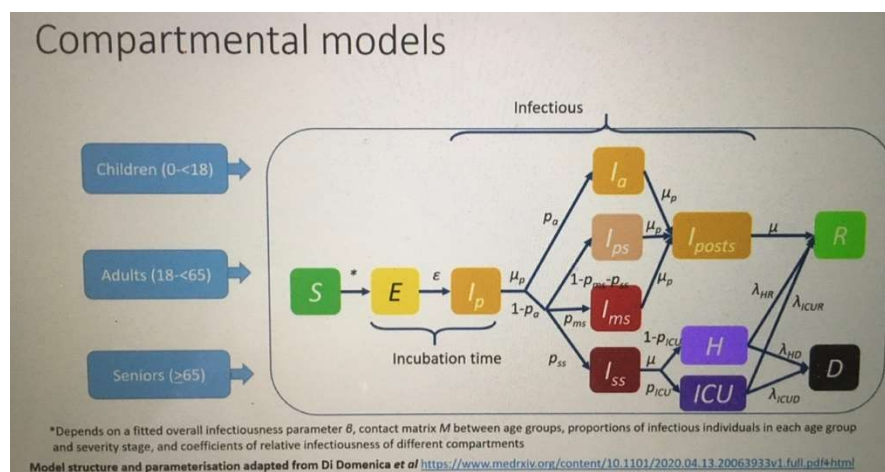 Compartmental models
Infectious
Children (0-<18)
Adults (18-<65)
Seniors (≥65)
S
*
E
ε
I_p
μ_p
1-p_a
p_a
p_ms
p_ss
1-p_ms-p_ss
I_a
I_ps
I_ms
I_ss
μ_p
μ_p
μ_p
I_posts
μ
R
μ
1-p_ICU
p_ICU
H
ICU
λ_HR
λ_ICUR
λ_HD
λ_ICUD
D
Incubation time
*Depends on a fitted overall infectiousness parameter β, contact matrix M between age groups, proportions of infectious individuals in each age group
and severity stage, and coefficients of relative infectiousness of different compartments
Model structure and parameterisation adapted from Di Domenica et al https://www.medrxiv.org/content/10.1101/2020.04.13.20063933v1.full.pdf+html